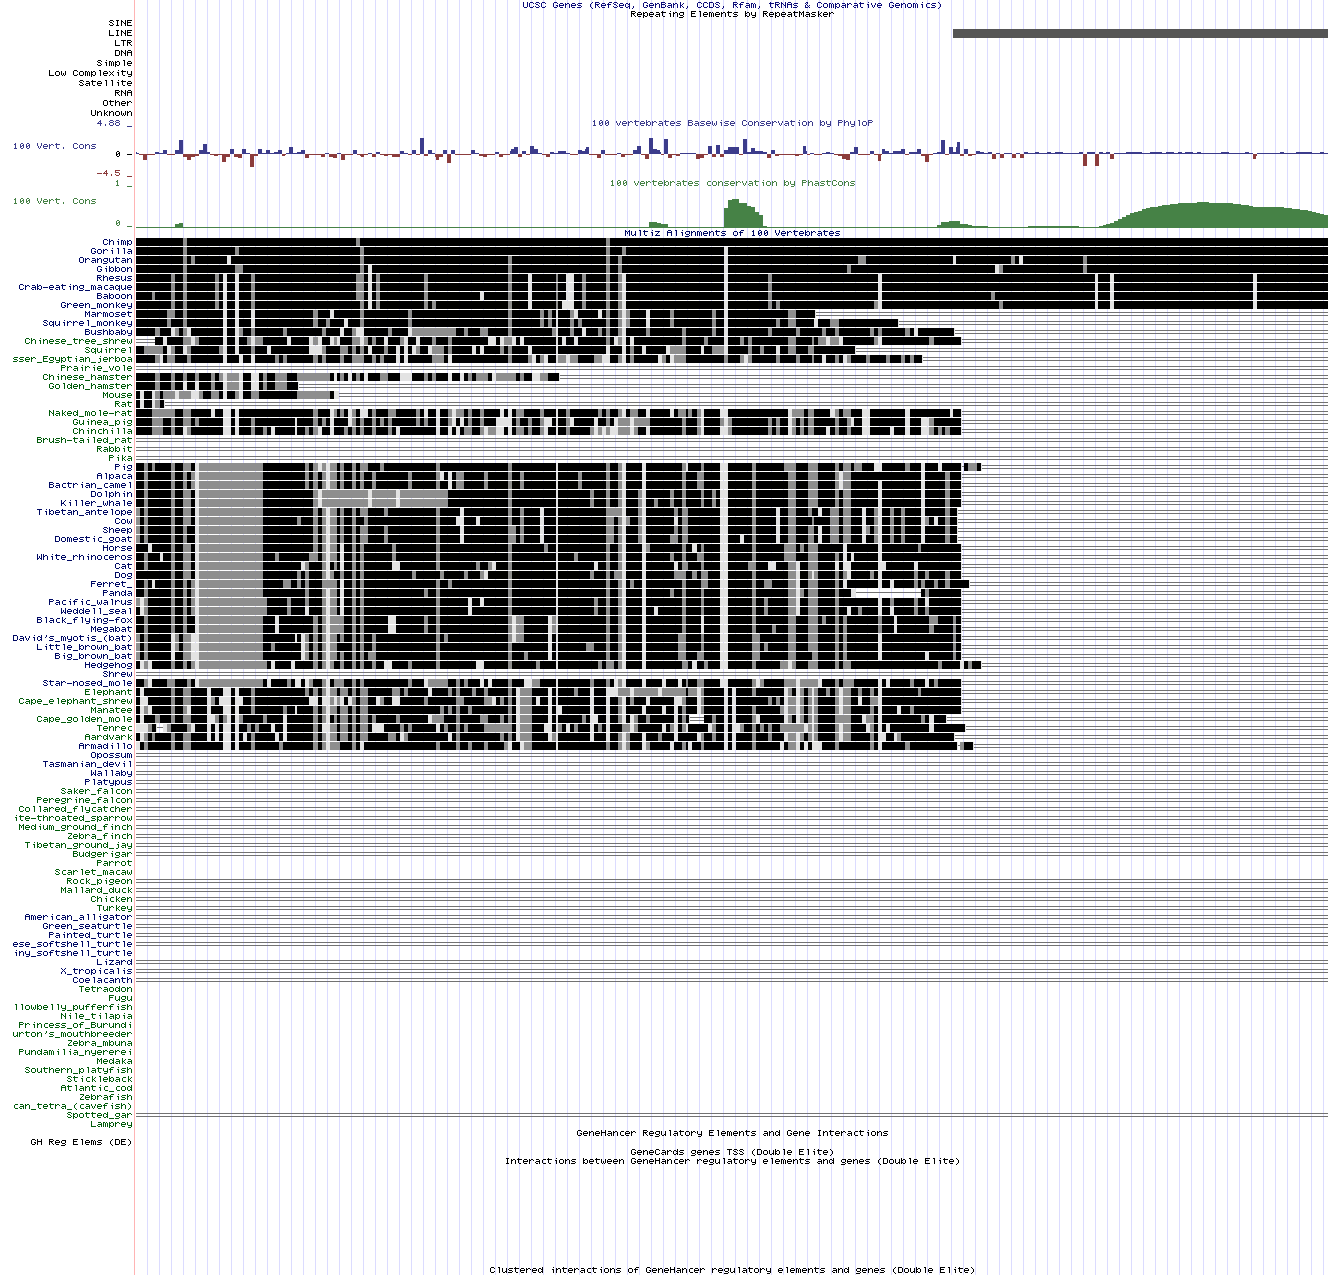 UCSC Genes (RefSeq, GenBank, CCDS, Rfam, tRNAs & Comparative Genomics)
Repeating Elements by RepeatMasker
SINE
LINE
LTR
DNA
Simple
Low Complexity
Satellite
RNA
Other
Unknown
4.88 _
100 vertebrates Basewise Conservation by PhyloP
100 Vert. Cons
0 -
-4.5 _
1 _
100 vertebrates conservation by PhastCons
100 Vert. Cons
0 _
Multiz Alignments of 100 Vertebrates
Chimp
Gorilla
Orangutan
Gibbon
Rhesus
Crab-eating_macaque
Baboon
Green_monkey
Marmoset
Squirrel_monkey
Bushbaby
Chinese_tree_shrew
Squirrel
sser_Egyptian_jerboa
Prairie_vole
Chinese_hamster
Golden_hamster
Mouse
Rat
Naked_mole-rat
Guinea_pig
Chinchilla
Brush-tailed_rat
Rabbit
Pika
Pig
Alpaca
Bactrian_camel
Dolphin
Killer_whale
Tibetan_antelope
Cow
Sheep
Domestic_goat
Horse
White_rhinoceros
Cat
Dog
Ferret_
Panda
Pacific_walrus
Weddell_seal
Black_flying-fox
Megabat
David's_myotis_(bat)
Little_brown_bat
Big_brown_bat
Hedgehog
Shrew
Star-nosed_mole
Elephant
Cape_elephant_shrew
Manatee
Cape_golden_mole
Tenrec
Aardvark
Armadillo
Opossum
Tasmanian_devil
Wallaby
Platypus
Saker_falcon
Peregrine_falcon
Collared_flycatcher
ite-throated_sparrow
Medium_ground_finch
Zebra_finch
Tibetan_ground_jay
Budgerigar
Parrot
Scarlet_macaw
Rock_pigeon
Mallard_duck
Chicken
Turkey
American_alligator
Green_seaturtle
Painted_turtle
ese_softshell_turtle
iny_softshell_turtle
Lizard
X_tropicalis
Coelacanth
Tetraodon
Fugu
llowbelly_pufferfish
Nile_tilapia
Princess_of_Burundi
urton's_mouthbreeder
Zebra_mbuna
Pundamilia_nyererei
Medaka
Southern_platyfish
Stickleback
Atlantic_cod
Zebrafish
can_tetra_(cavefish)
Spotted_gar
Lamprey
GeneHancer Regulatory Elements and Gene Interactions
GH Reg Elems (DE)
GeneCards genes TSS (Double Elite)
Interactions between GeneHancer regulatory elements and genes (Double Elite)
Clustered interactions of GeneHancer regulatory elements and genes (Double Elite)